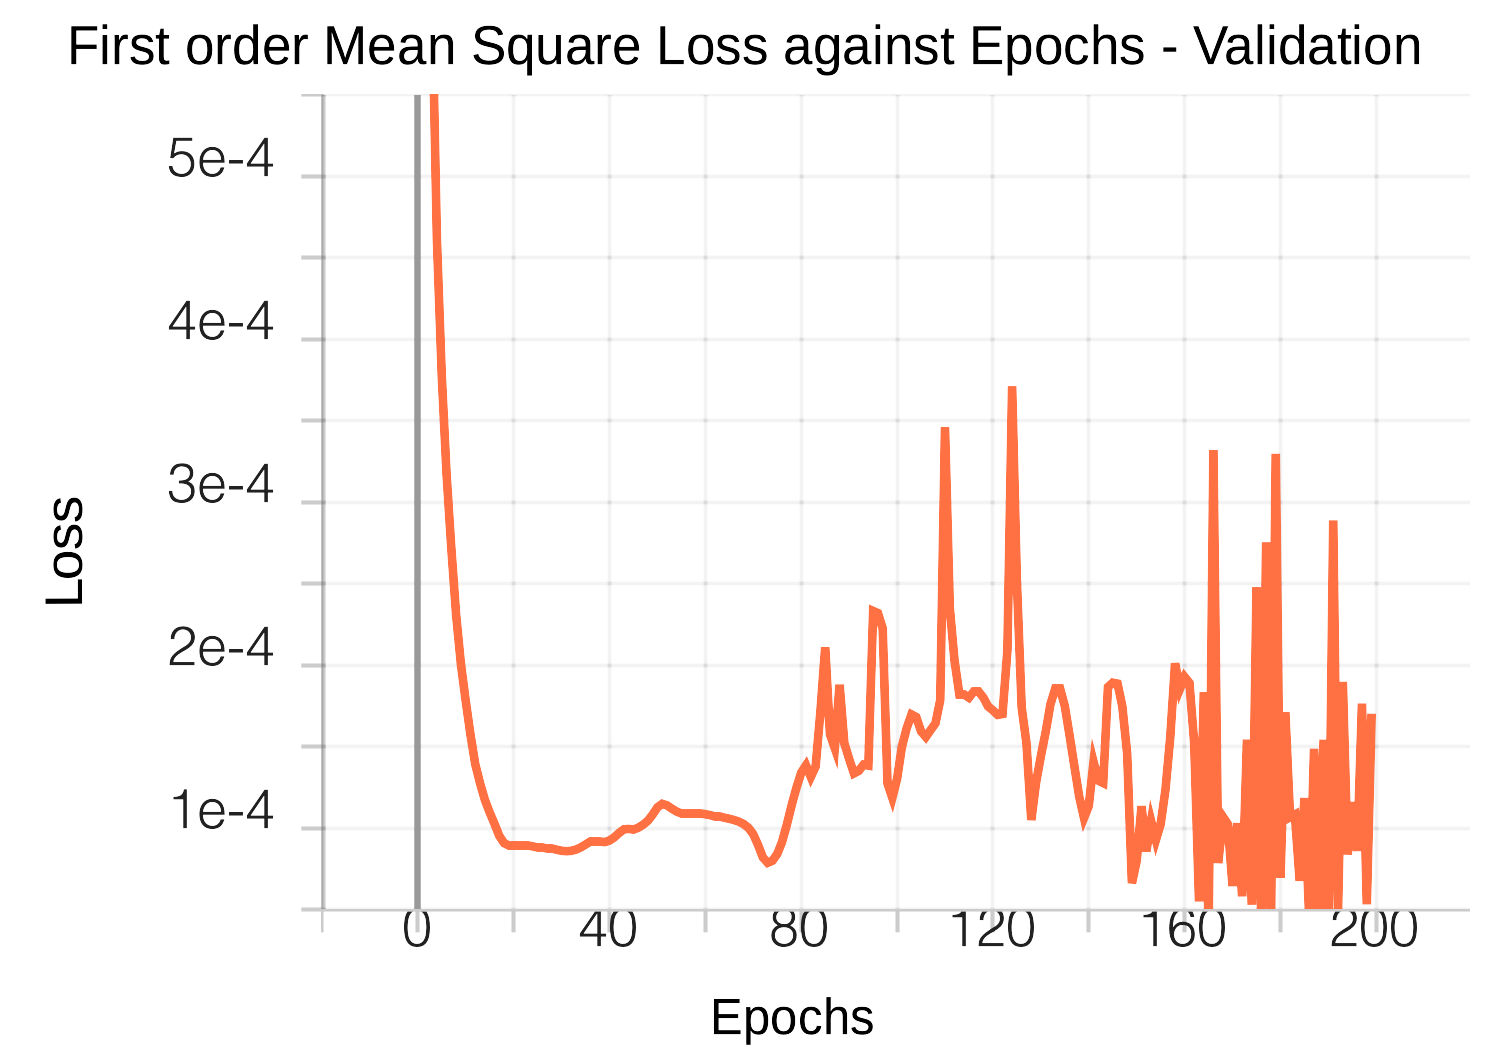 First order Mean Square Loss against Epochs - Validation
5e-4
4e-4
3e-4
2e-4
1e-4
Loss
0 40 80 120 160 200
Epochs